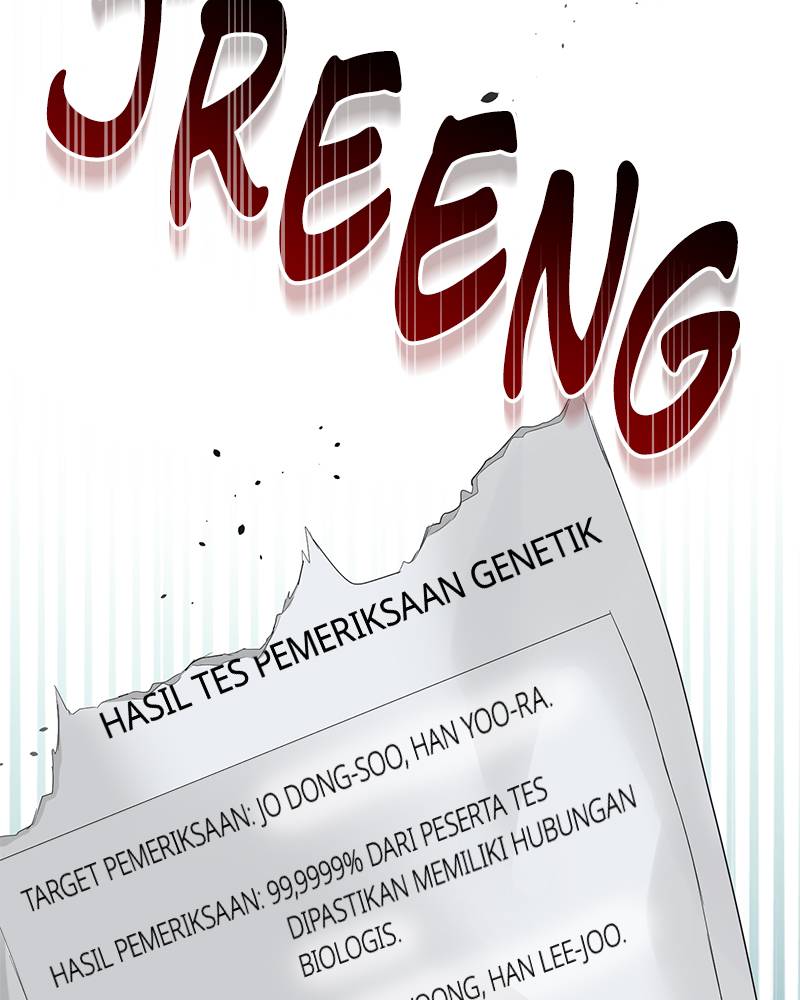 JREENG
HASIL TES PEMERIKSAAN GENETIK
TARGET PEMERIKSAAN: JO DONG-SOO, HAN YOO-RA.
HASIL PEMERIKSAAN: 99,9999% DARI PESERTA TES
DIPASTIKAN MEMILIKI HUBUNGAN
BIOLOGIS.
HAN LEE-JOO.